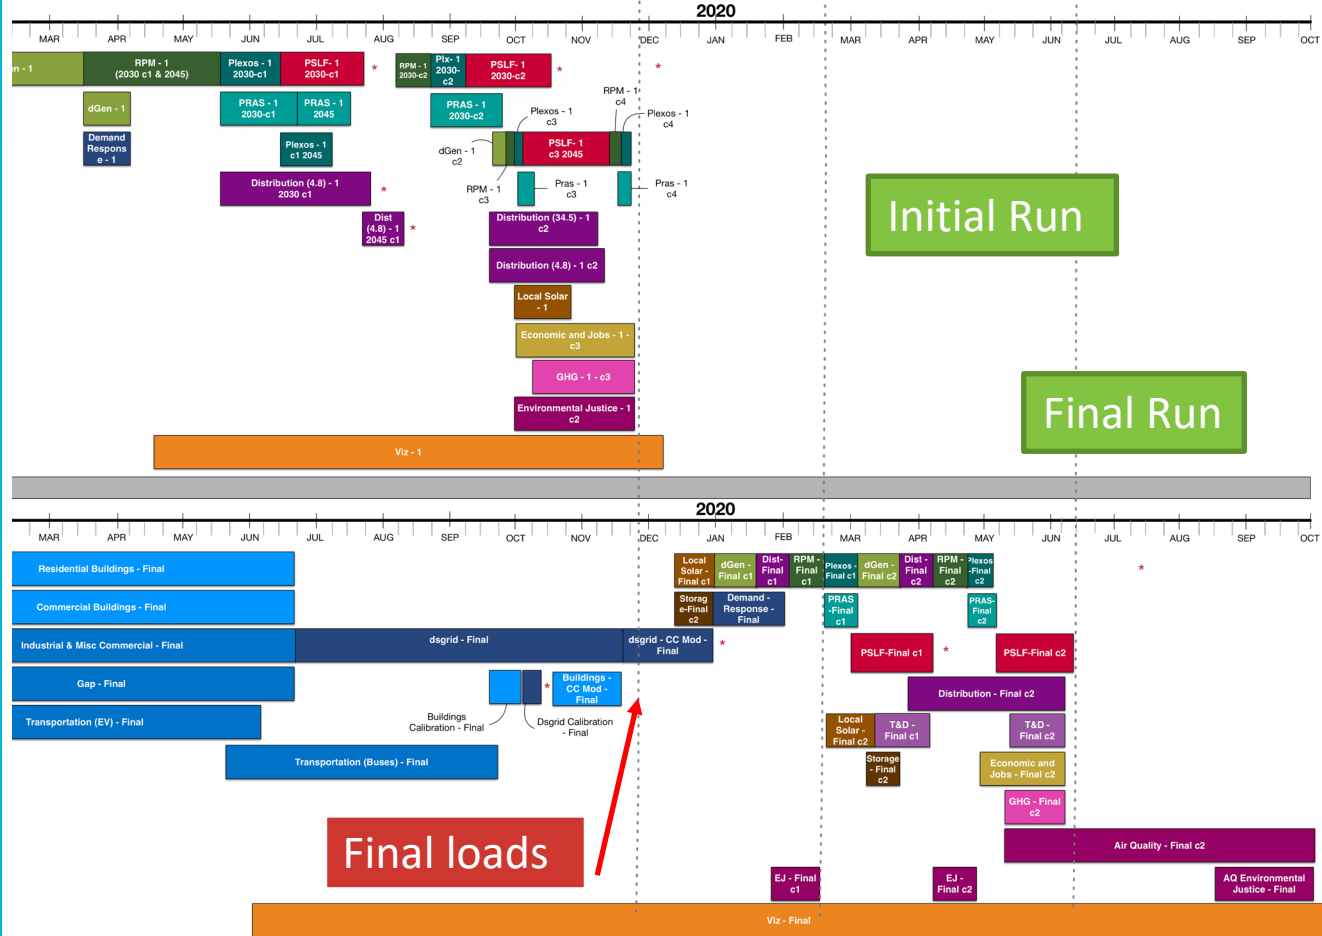 2020
MAR APR MAY JUN JUL AUG SEP OCT NOV DEC JAN FEB MAR APR MAY JUN JUL AUG SEP OCT
n - 1
RPM - 1
(2030 c1 & 2045)
Plexos - 1
2030-c1
PSLF- 1
2030-c1
*
RPM - 1
2030-c2
Plx- 1
2030-
c2
PSLF- 1
2030-c2
*
*
dGen - 1
PRAS - 1
2030-c1
PRAS - 1
2045
PRAS - 1
2030-c2
Plexos - 1
c3
RPM - 1
c4
Plexos - 1
c4
Demand
Respons
e - 1
Plexos - 1
c1 2045
dGen - 1
c2
PSLF- 1
c3 2045
Distribution (4.8) - 1
2030 c1
*
RPM - 1
c3
Pras - 1
c3
Pras - 1
c4
Initial Run
Dist
(4.8) - 1
2045 c1
*
Distribution (34.5) - 1
c2
Distribution (4.8) - 1 c2
Local Solar
- 1
Economic and Jobs - 1 -
c3
GHG - 1 - c3
Environmental Justice - 1
c2
Final Run
Viz - 1
2020
MAR APR MAY JUN JUL AUG SEP OCT NOV DEC JAN FEB MAR APR MAY JUN JUL AUG SEP OCT
Residential Buildings - Final
Local
Solar -
Final c1
dGen -
Final c1
Dist-
Final
c1
RPM -
Final
c1
Plexos -
Final c1
dGen -
Final c2
Dist -
Final
c2
RPM -
Final
c2
Plexos
-Final
c2
*
Commercial Buildings - Final
Storag
e-Final
c2
Demand -
Response -
Final
PRAS
-Final
c1
PRAS-
Final
c2
Industrial & Misc Commercial - Final
dsgrid - Final
dsgrid - CC Mod -
Final
*
PSLF-Final c1
*
PSLF-Final c2
Gap - Final
*
Buildings -
CC Mod -
Final
Distribution - Final c2
Transportation (EV) - Final
Buildings
Calibration - FInal
Dsgrid Calibration
- Final
Local
Solar -
Final c2
T&D -
Final c1
T&D -
Final c2
Transportation (Buses) - Final
Storage
- Final
c2
Economic and
Jobs - Final c2
GHG - Final
c2
Final loads
Air Quality - Final c2
EJ - Final
c1
EJ -
Final c2
AQ Environmental
Justice - Final
Viz - Final